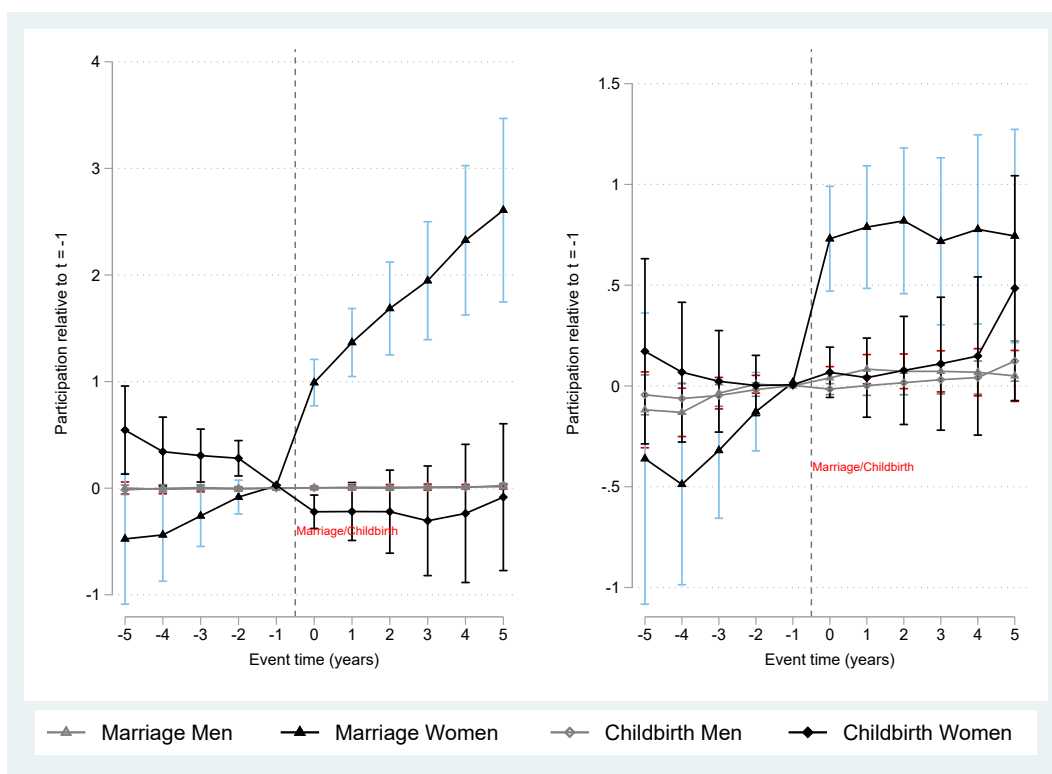 4
3
2
1
0
-1
Participation relative to t = -1
-5 -4 -3 -2 -1 0 1 2 3 4 5
Event time (years)
Marriage/Childbirth
1.5
1
.5
0
-.5
-1
Participation relative to t = -1
-5 -4 -3 -2 -1 0 1 2 3 4 5
Event time (years)
Marriage/Childbirth
Marriage Men Marriage Women Childbirth Men Childbirth Women